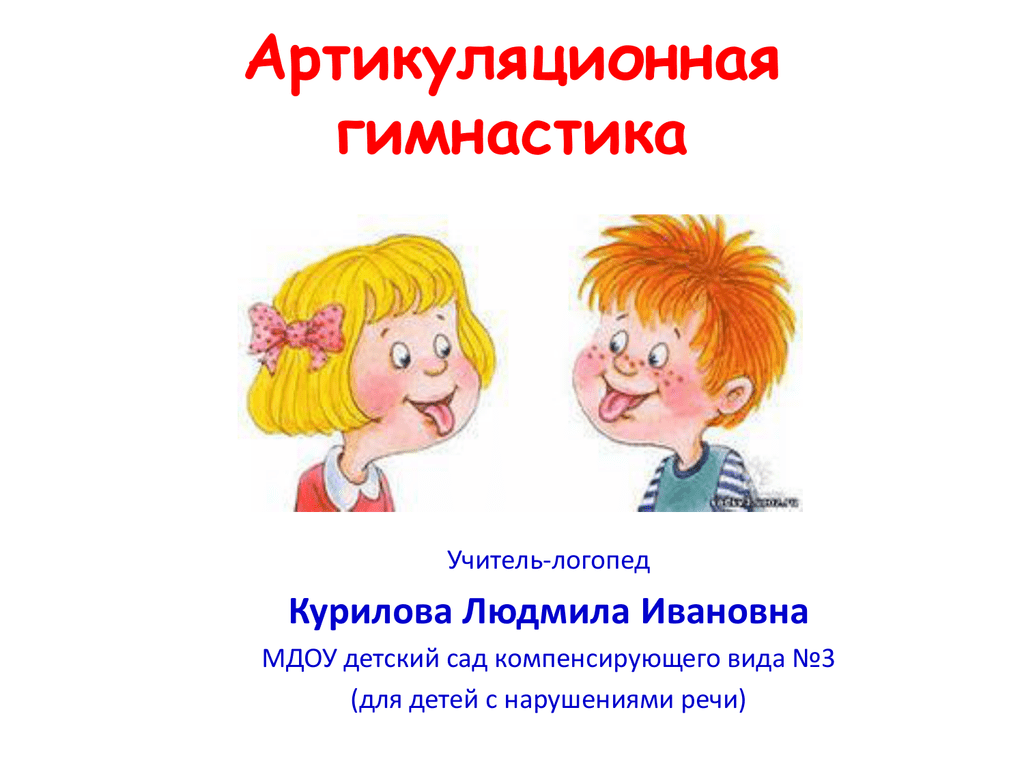 Артикуляционная
гимнастика
Учитель-логопед
Курилова Людмила Ивановна
МДОУ детский сад компенсирующего вида №3
(для детей с нарушениями речи)